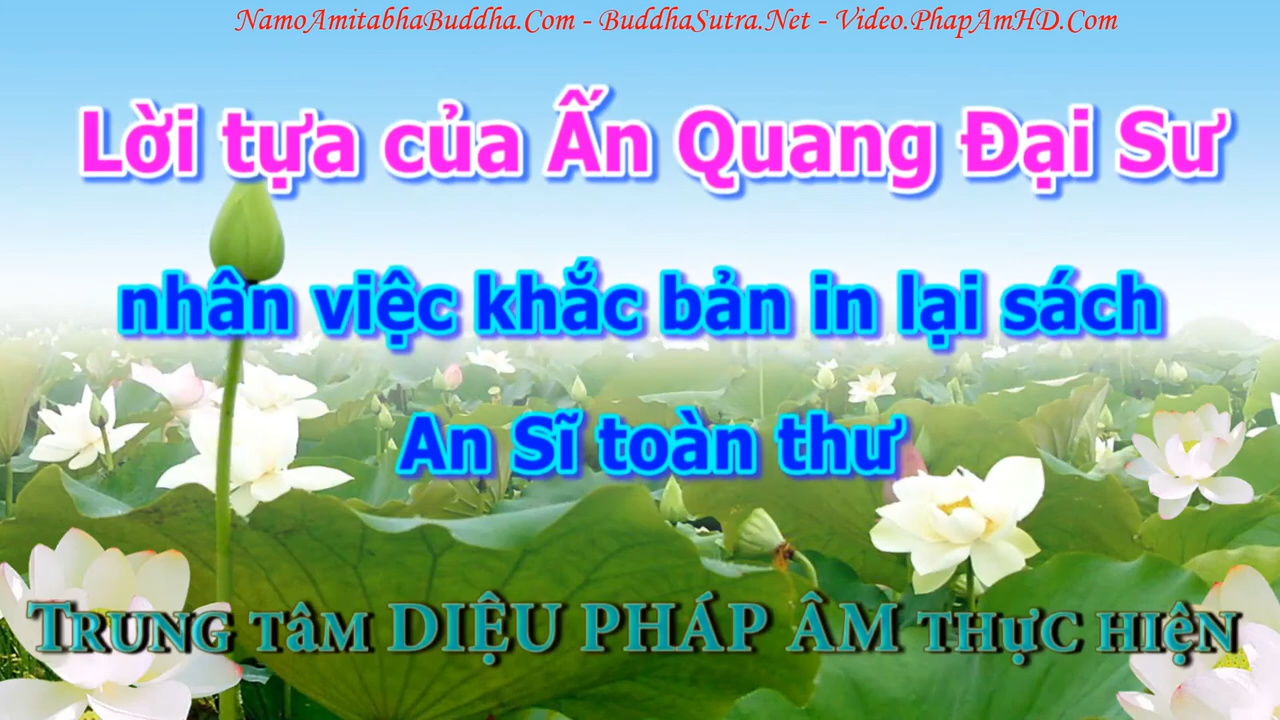 NamoAmitabhaBuddha.Com - BuddhaSutra.Net - Video.PhapAmHD.Com
Lời tựa của Ấn Quang Đại Sư
nhân việc khắc bản in lại sách
An Sĩ toàn thư
TRUNG TâM DIỆU PHÁP ÂM THựC HIệN